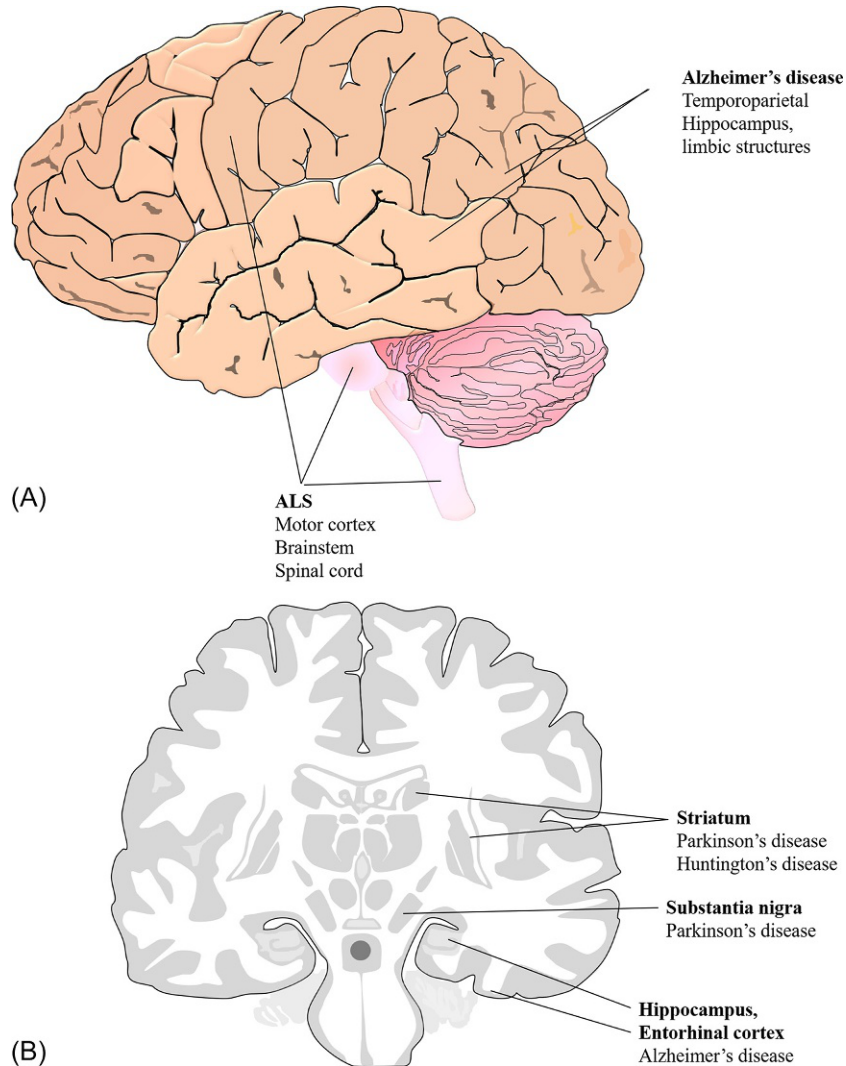 Alzheimer’s disease
Temporoparietal
Hippocampus,
limbic structures
(A)
ALS
Motor cortex
Brainstem
Spinal cord
Striatum
Parkinson’s disease
Huntington’s disease
Substantia nigra
Parkinson’s disease
Hippocampus,
Entorhinal cortex
Alzheimer’s disease
(B)